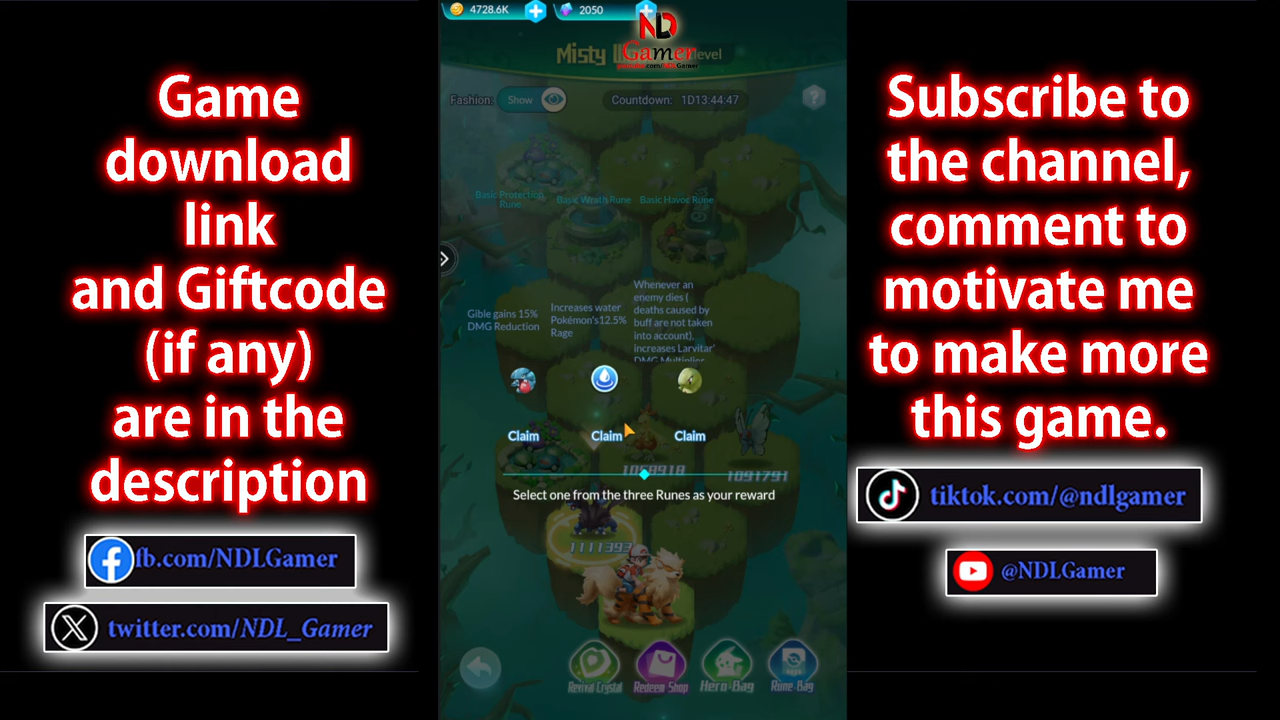 Game
download
link
and Giftcode
(if any)
are in the
description
fb.com/NDLGamer
twitter.com/NDL_Gamer
4728.6K
2050
ND
Gamer
Misty
level
Fashion:
Show
Countdown: 1D13:44:47
Basic Protection
Rune
Basic Wrath Rune
Basic Havoc Rune
Gible gains 15%
DMG Reduction
Increases water
Pokémon's12.5%
Rage
Whenever an
enemy dies (
deaths caused by
buff are not taken
into account),
increases Larvitar'
DMG Multiplier
Claim
Claim
Claim
1091791
Select one from the three Runes as your reward
1111393
Revival Crystal
Redeem Shop
Hero Bag
Rune Bag
Subscribe to
the channel,
comment to
motivate me
to make more
this game.
tiktok.com/@ndlgamer
@NDLGamer